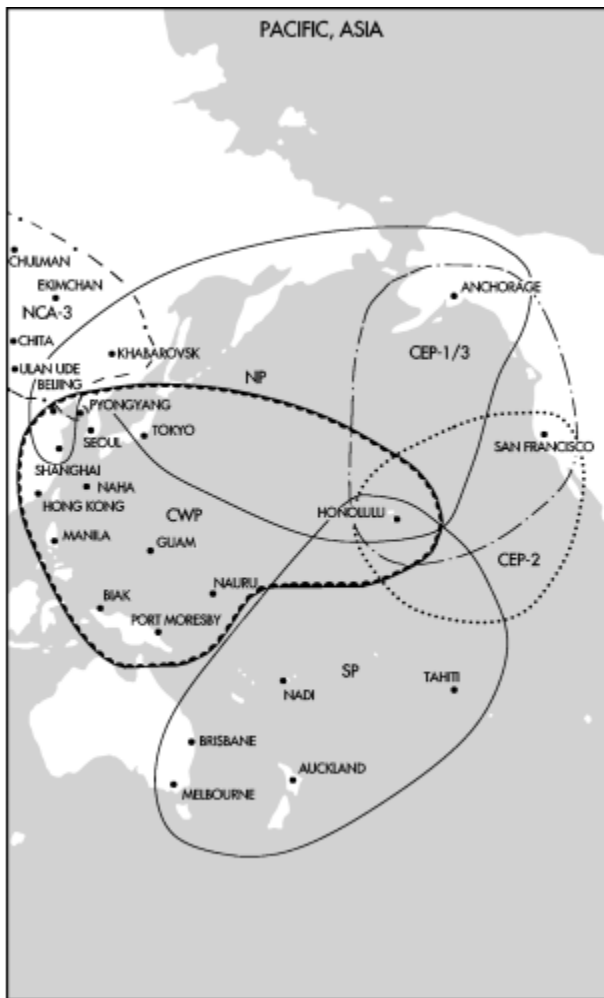 PACIFIC, ASIA
CHULMAN
EKIMCHAN
ANCHORAGE
NCA-3
CHITA
KHABAROVSK
CEP-1/3
ULAN UDE
NP
BEIJING
PYONGYANG
TOKYO
SEOUL
SAN FRANCISCO
SHANGHAI
NAHA
HONG KONG
HONOLULU
CWP
MANILA
GUAM
CEP-2
NAURU
BIAK
PORT MORESBY
SP
TAHITI
NADI
BRISBANE
AUCKLAND
MELBOURNE